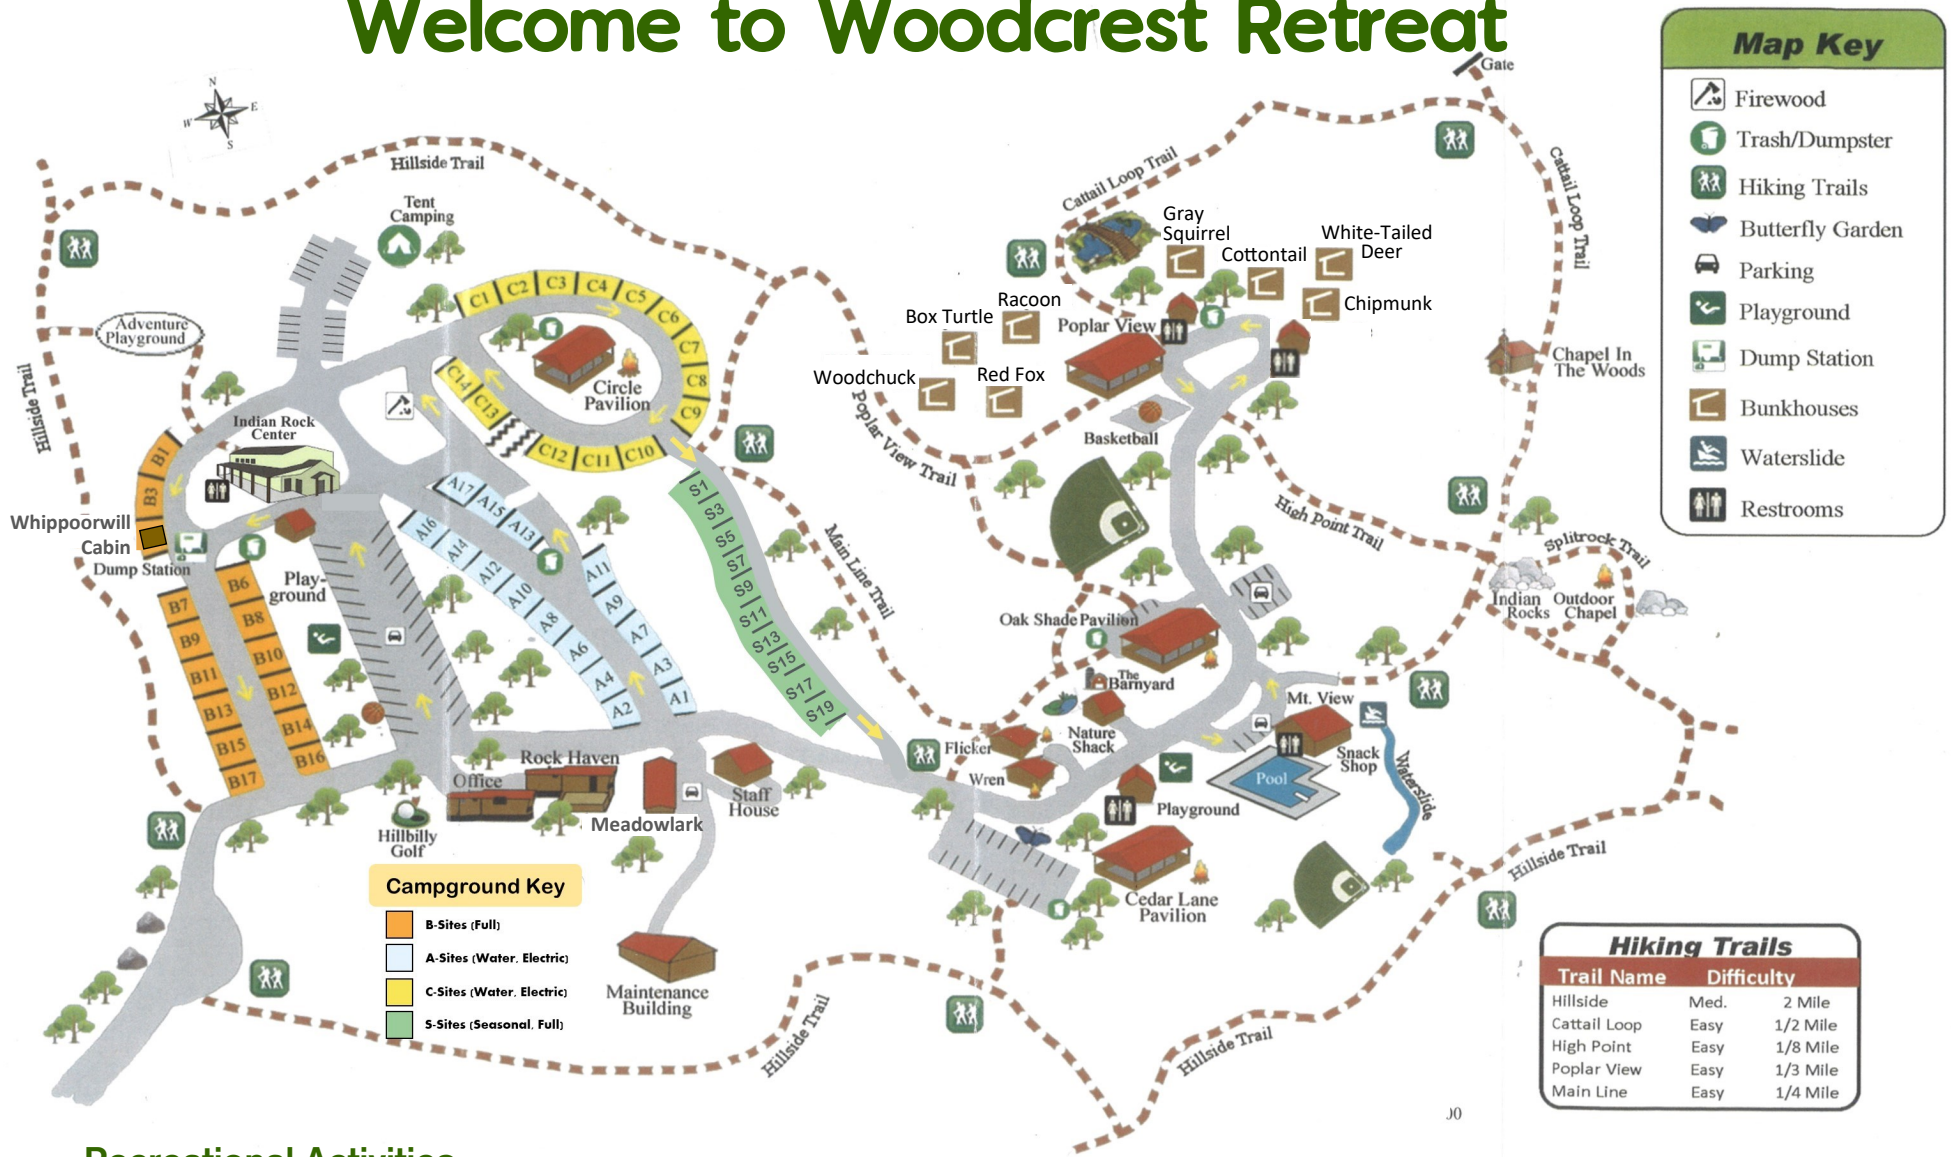 Welcome to Woodcrest Retreat
Gate
Map Key
Firewood
Trash/Dumpster
Hiking Trails
Butterfly Garden
Parking
Playground
Dump Station
Bunkhouses
Waterslide
Restrooms
N
E
S
W
Hillside Trail
Tent
Camping
Adventure
Playground
Hillside Trail
C1
C2
C3
C4
C5
C6
C7
C8
C9
C10
C11
C12
C13
C14
Circle
Pavilion
Indian Rock
Center
B1
B3
Whippoorwill
Cabin
Dump Station
Play-
ground
B6
B7
B8
B9
B10
B11
B12
B13
B14
B15
B16
B17
A17
A15
A13
A16
A14
A12
A10
A8
A6
A4
A2
A11
A9
A7
A3
A1
S1
S3
S5
S7
S9
S11
S13
S15
S17
S19
Main Line Trail
Cattail Loop Trail
Cattail Loop Trail
Gray
Squirrel
Cottontail
White-Tailed
Deer
Chipmunk
Racoon
Box Turtle
Poplar View
Woodchuck
Red Fox
Poplar View Trail
Basketball
Chapel In
The Woods
High Point Trail
Splitrock Trail
Indian
Rocks
Outdoor
Chapel
Oak Shade Pavilion
The
Barnyard
Nature
Shack
Mt. View
Snack
Shop
Waterslide
Pool
Flicker
Wren
Playground
Cedar Lane
Pavilion
Rock Haven
Office
Meadowlark
Staff
House
Hillbilly
Golf
Maintenance
Building
Hillside Trail
Hillside Trail
Hillside Trail
Campground Key
B-Sites (Full)
A-Sites (Water, Electric)
C-Sites (Water, Electric)
S-Sites (Seasonal, Full)
Hiking Trails
Trail Name Difficulty
Hillside Med. 2 Mile
Cattail Loop Easy 1/2 Mile
High Point Easy 1/8 Mile
Poplar View Easy 1/3 Mile
Main Line Easy 1/4 Mile
Recreational Activities